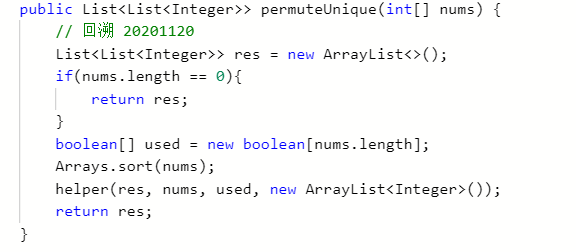 public List<List<Integer>> permuteUnique(int[] nums) {
    // 回溯 20201120
    List<List<Integer>> res = new ArrayList<>();
    if(nums.length == 0){
        return res;
    }
    boolean[] used = new boolean[nums.length];
    Arrays.sort(nums);
    helper(res, nums, used, new ArrayList<Integer>());
    return res;
}